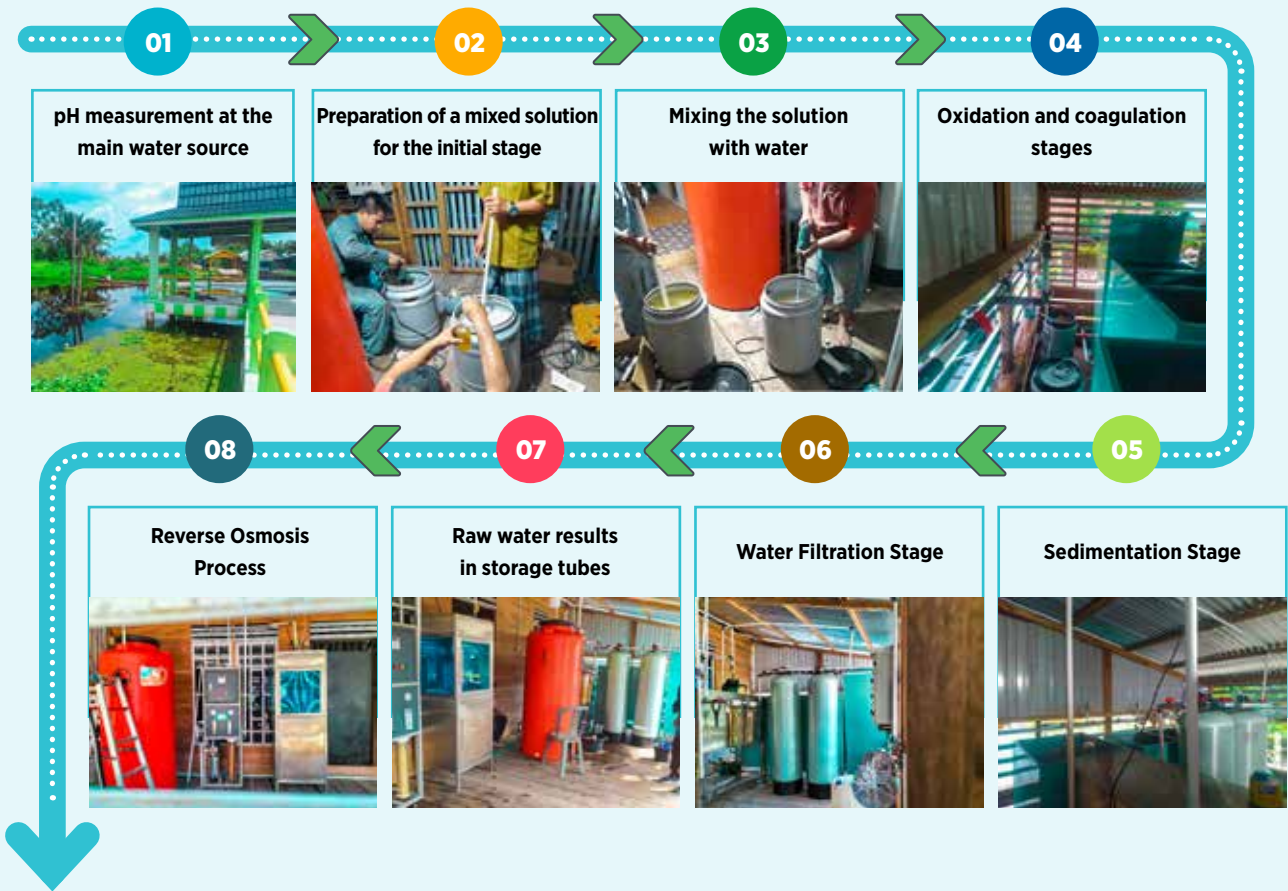 01
02
03
04
pH measurement at the
main water source
Preparation of a mixed solution
for the initial stage
Mixing the solution
with water
Oxidation and coagulation
stages
05
06
07
08
Sedimentation Stage
Water Filtration Stage
Raw water results
in storage tubes
Reverse Osmosis
Process